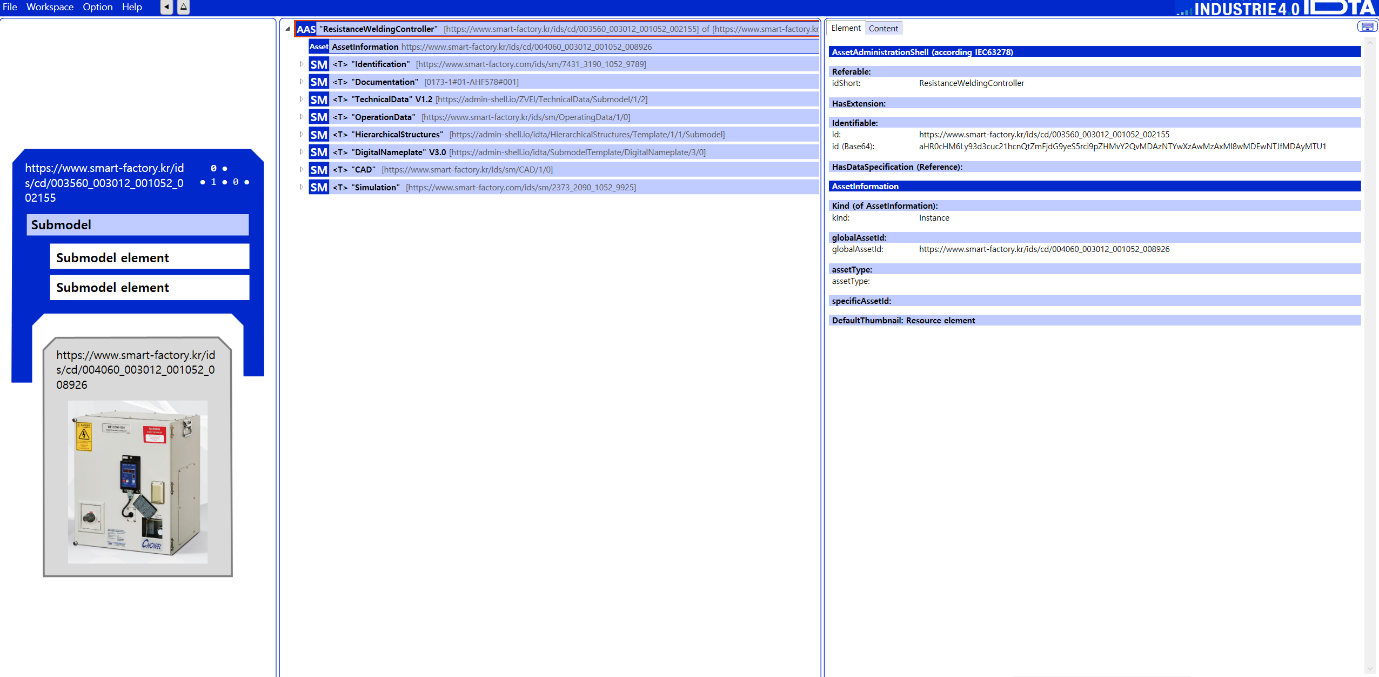 File Workspace Option Help
INDUSTRIE4 0 IDTA
https://www.smart-factory.kr/id
s/cd/003560_003012_001052_0
02155
0
1 0
Submodel
Submodel element
Submodel element
https://www.smart-factory.kr/id
s/cd/004060_003012_001052_0
08926
AAS "ResistanceWeldingController" [https://www.smart-factory.kr/ids/cd/003560_003012_001052_002155] of [https://www.smart-factory.kr
Asset AssetInformation https://www.smart-factory.kr/ids/cd/004060_003012_001052_008926
SM <T> "Identification" [https://www.smart-factory.com/ids/sm/7431_3190_1052_9789]
SM <T> "Documentation" [0173-1#01-AHF578#001]
SM <T> "TechnicalData" V1.2 [https://admin-shell.io/ZVEI/TechnicalData/Submodel/1/2]
SM <T> "OperationData" [https://www.smart-factory.kr/ids/sm/OperatingData/1/0]
SM <T> "HierarchicalStructures" [https://admin-shell.io/idta/HierarchicalStructures/Template/1/1/Submodel]
SM <T> "DigitalNameplate" V3.0 [https://admin-shell.io/idta/SubmodelTemplate/DigitalNameplate/3/0]
SM <T> "CAD" [https://www.smart-factory.kr/ids/sm/CAD/1/0]
SM <T> "Simulation" [https://www.smart-factory.com/ids/sm/2373_2090_1052_9925]
Element Content
AssetAdministrationShell (according IEC63278)
Referable:
idShort: ResistanceWeldingController
HasExtension:
Identifiable:
id: https://www.smart-factory.kr/ids/cd/003560_003012_001052_002155
id (Base64):
HasDataSpecification (Reference):
AssetInformation
Kind (of AssetInformation):
kind: Instance
globalAssetId:
globalAssetId: https://www.smart-factory.kr/ids/cd/004060_003012_001052_008926
assetType:
assetType:
specificAssetId:
DefaultThumbnail: Resource element